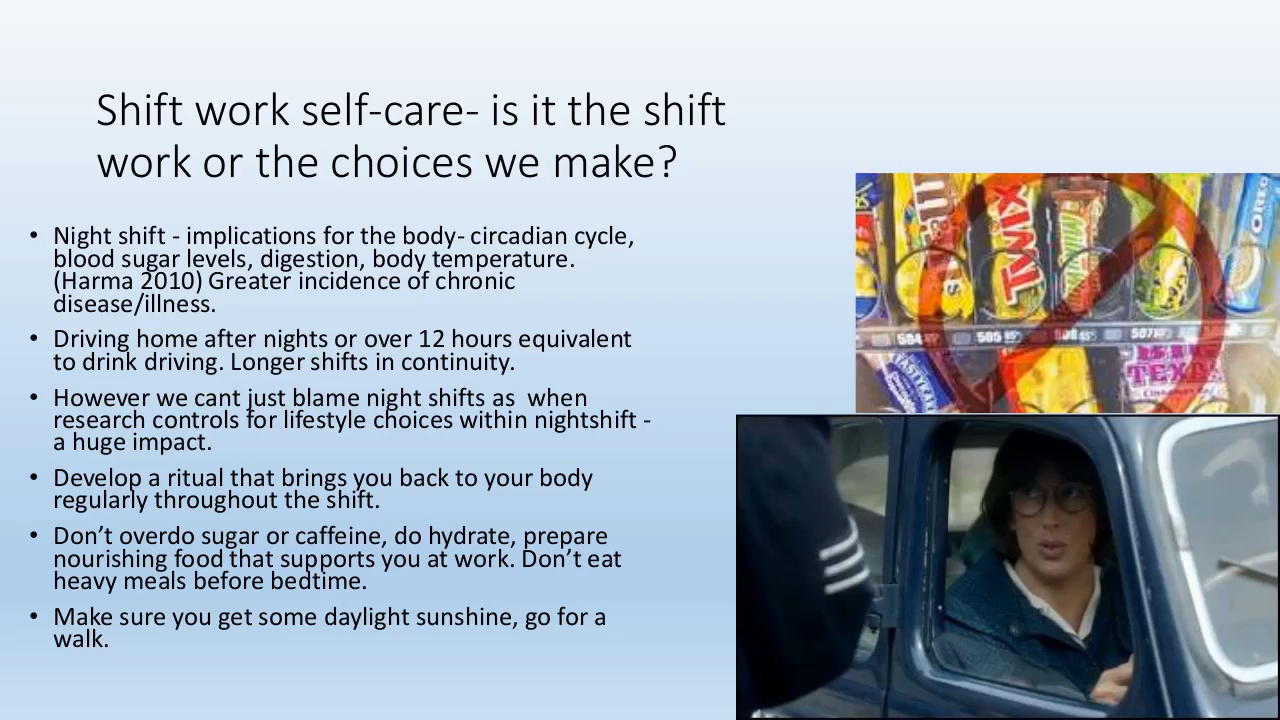 Shift work self-care- is it the shift
work or the choices we make?
• Night shift - implications for the body- circadian cycle,
blood sugar levels, digestion, body temperature.
(Harma 2010) Greater incidence of chronic
disease/illness.
• Driving home after nights or over 12 hours equivalent
to drink driving. Longer shifts in continuity.
• However we cant just blame night shifts as  when
research controls for lifestyle choices within nightshift -
a huge impact.
• Develop a ritual that brings you back to your body
regularly throughout the shift.
• Don’t overdo sugar or caffeine, do hydrate, prepare
nourishing food that supports you at work. Don’t eat
heavy meals before bedtime.
• Make sure you get some daylight sunshine, go for a
walk.
TWIX
OREO
504
505
507
TEXAS